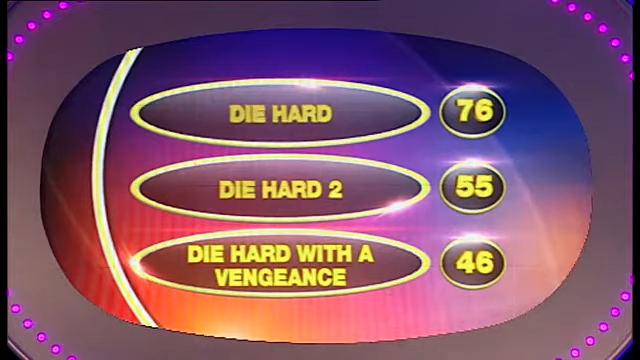 DIE HARD 76
DIE HARD 2 55
DIE HARD WITH A
VENGEANCE 46